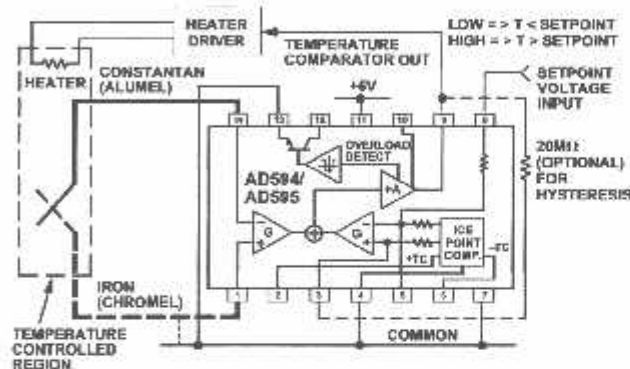 HEATER
DRIVER
LOW => T < SETPOINT
HIGH => T > SETPOINT
TEMPERATURE
COMPARATOR OUT
HEATER
CONSTANTAN
(ALUMEL)
+5V
SETPOINT
VOLTAGE
INPUT
14
13
12
11
10
9
8
OVERLOAD
DETECT
AD594/
AD595
+A
20MΩ
(OPTIONAL)
FOR
HYSTERESIS
G
G
ICE
POINT
COMP.
+TC
–TC
IRON
(CHROMEL)
1
2
3
4
5
6
7
COMMON
TEMPERATURE
CONTROLLED
REGION